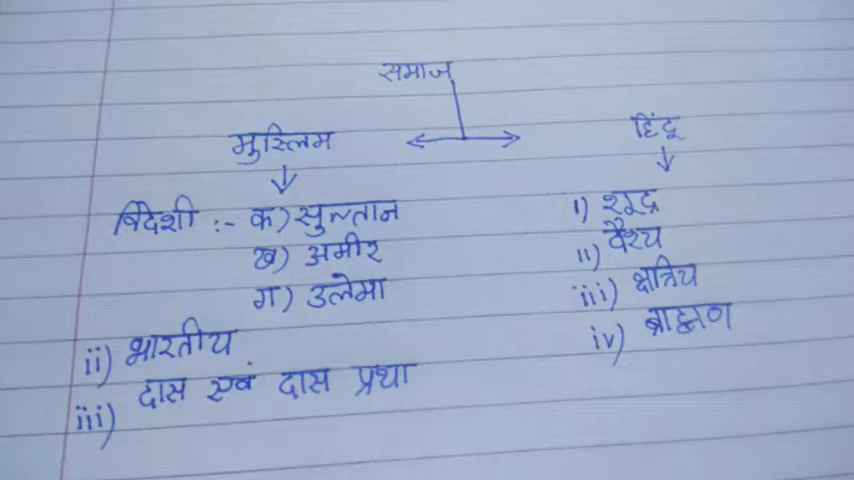 समाज
मुस्लिम
हिंदू
विदेशी :- क) सुल्तान
ख) अमीर
ग) उलेमा
ii) भारतीय
iii) दास एवं दास प्रथा
i) शूद्र
ii) वैश्य
iii) क्षत्रिय
iv) ब्राह्मण